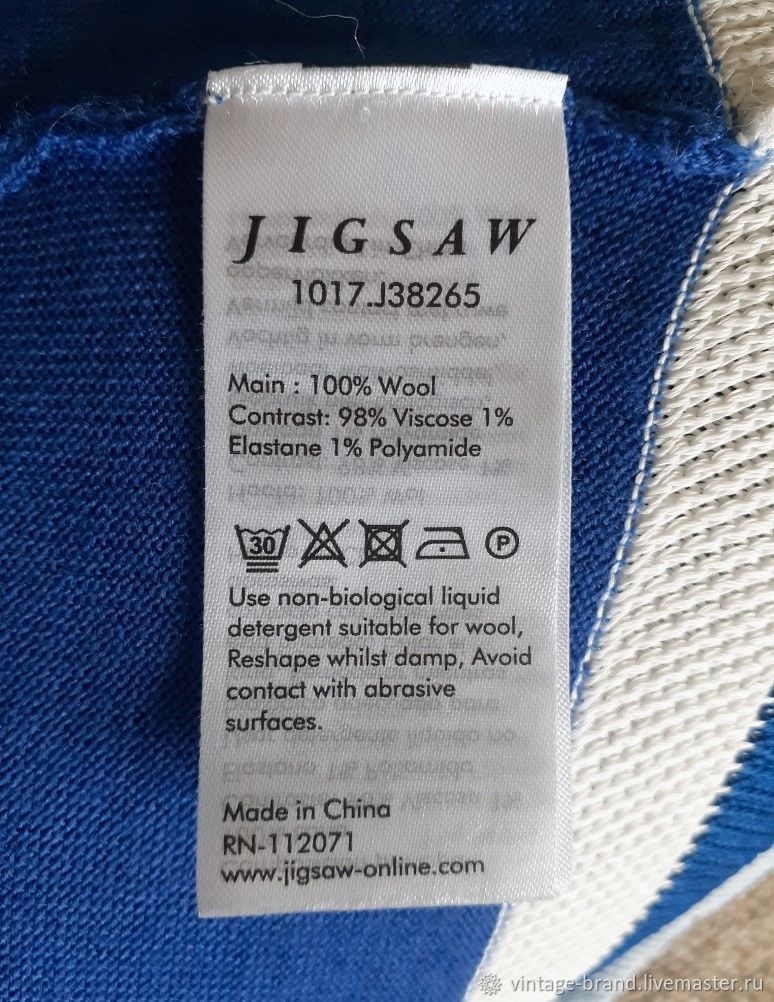 JIGSAW
1017.J38265
Main : 100% Wool
Contrast: 98% Viscose 1%
Elastane 1% Polyamide
30 P
Use non-biological liquid
detergent suitable for wool,
Reshape whilst damp, Avoid
contact with abrasive
surfaces.
Made in China
RN-112071
www.jigsaw-online.com
vintage-brand.livemaster.ru